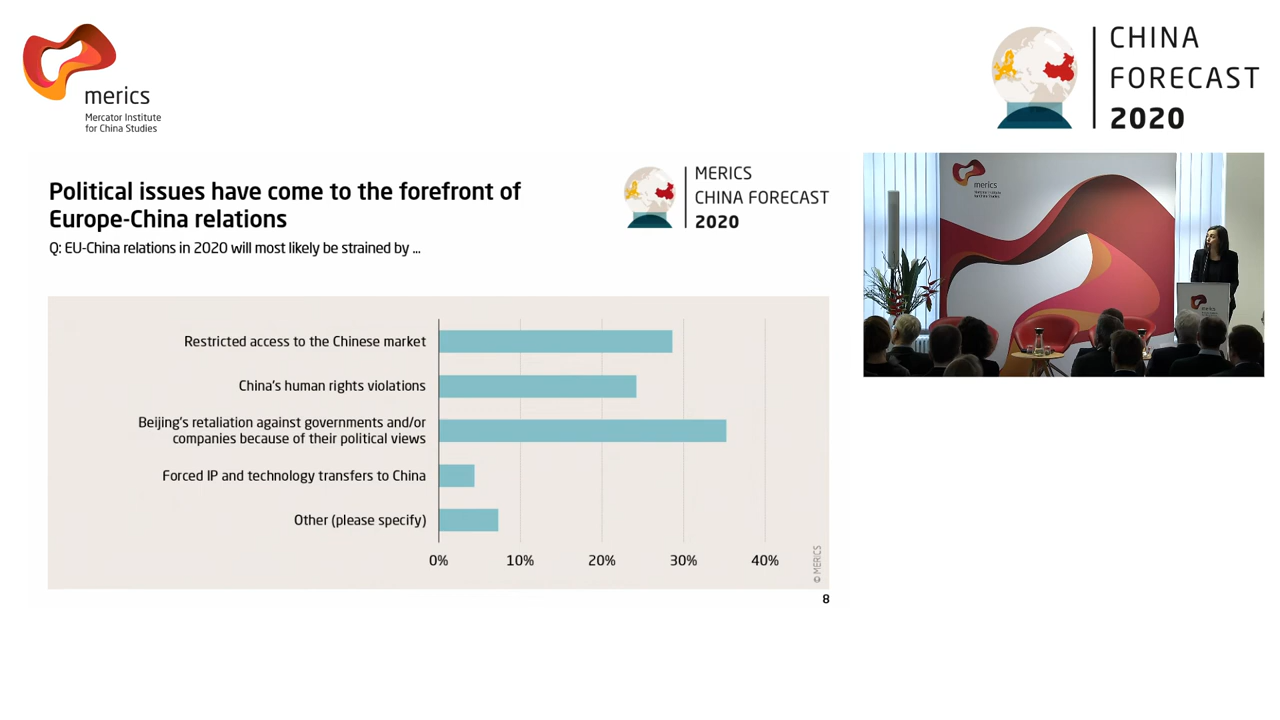 merics
Mercator Institute
for China Studies
CHINA
FORECAST
2020
Political issues have come to the forefront of
Europe-China relations
Q: EU-China relations in 2020 will most likely be strained by ...
MERICS
CHINA FORECAST
2020
Restricted access to the Chinese market
China's human rights violations
Beijing's retaliation against governments and/or
companies because of their political views
Forced IP and technology transfers to China
Other (please specify)
0% 10% 20% 30% 40%
© MERICS
8
merics